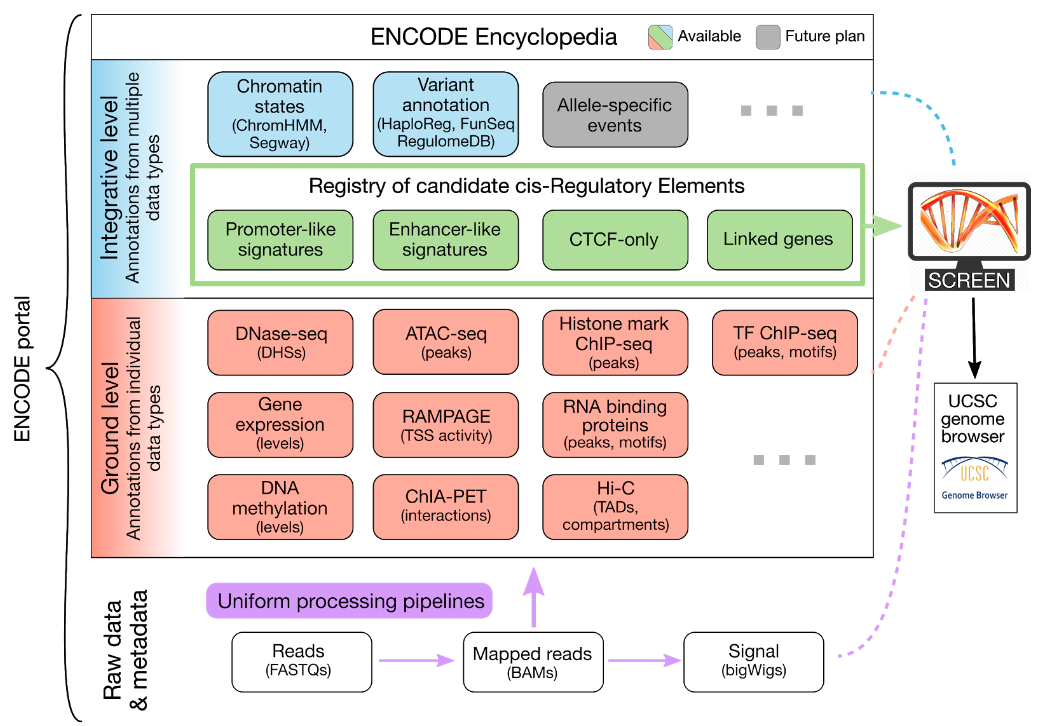 ENCODE Encyclopedia
Available
Future plan
ENCODE portal
Integrative level
Annotations from multiple
data types
Chromatin
states
(ChromHMM,
Segway)
Variant
annotation
(HaploReg, FunSeq
RegulomeDB)
Allele-specific
events
Registry of candidate cis-Regulatory Elements
Promoter-like
signatures
Enhancer-like
signatures
CTCF-only
Linked genes
SCREEN
Ground level
Annotations from individual
data types
DNase-seq
(DHSs)
ATAC-seq
(peaks)
Histone mark
ChIP-seq
(peaks)
TF ChIP-seq
(peaks, motifs)
Gene
expression
(levels)
RAMPAGE
(TSS activity)
RNA binding
proteins
(peaks, motifs)
DNA
methylation
(levels)
ChIA-PET
(interactions)
Hi-C
(TADs,
compartments)
UCSC
genome
browser
UCSC
Genome Browser
Raw data
& metadata
Uniform processing pipelines
Reads
(FASTQs)
Mapped reads
(BAMs)
Signal
(bigWigs)